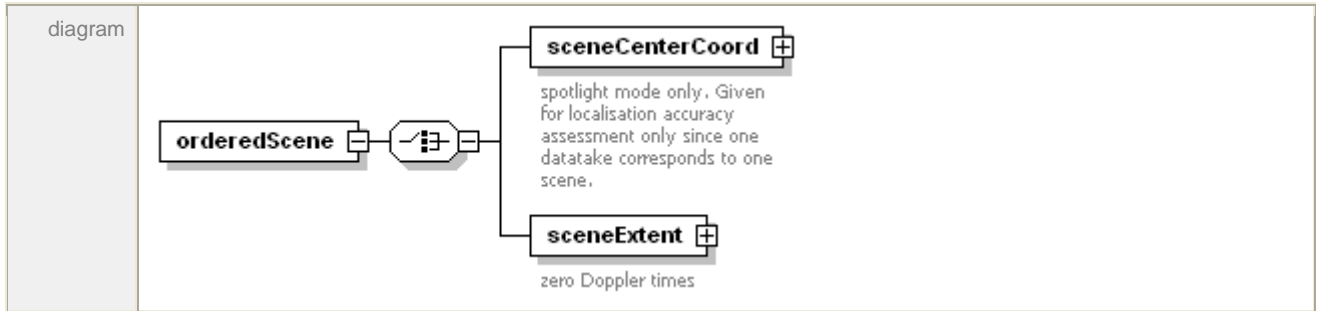 diagram
sceneCenterCoord
spotlight mode only. Given
for localisation accuracy
assessment only since one
datatake corresponds to one
scene.
orderedScene
sceneExtent
zero Doppler times